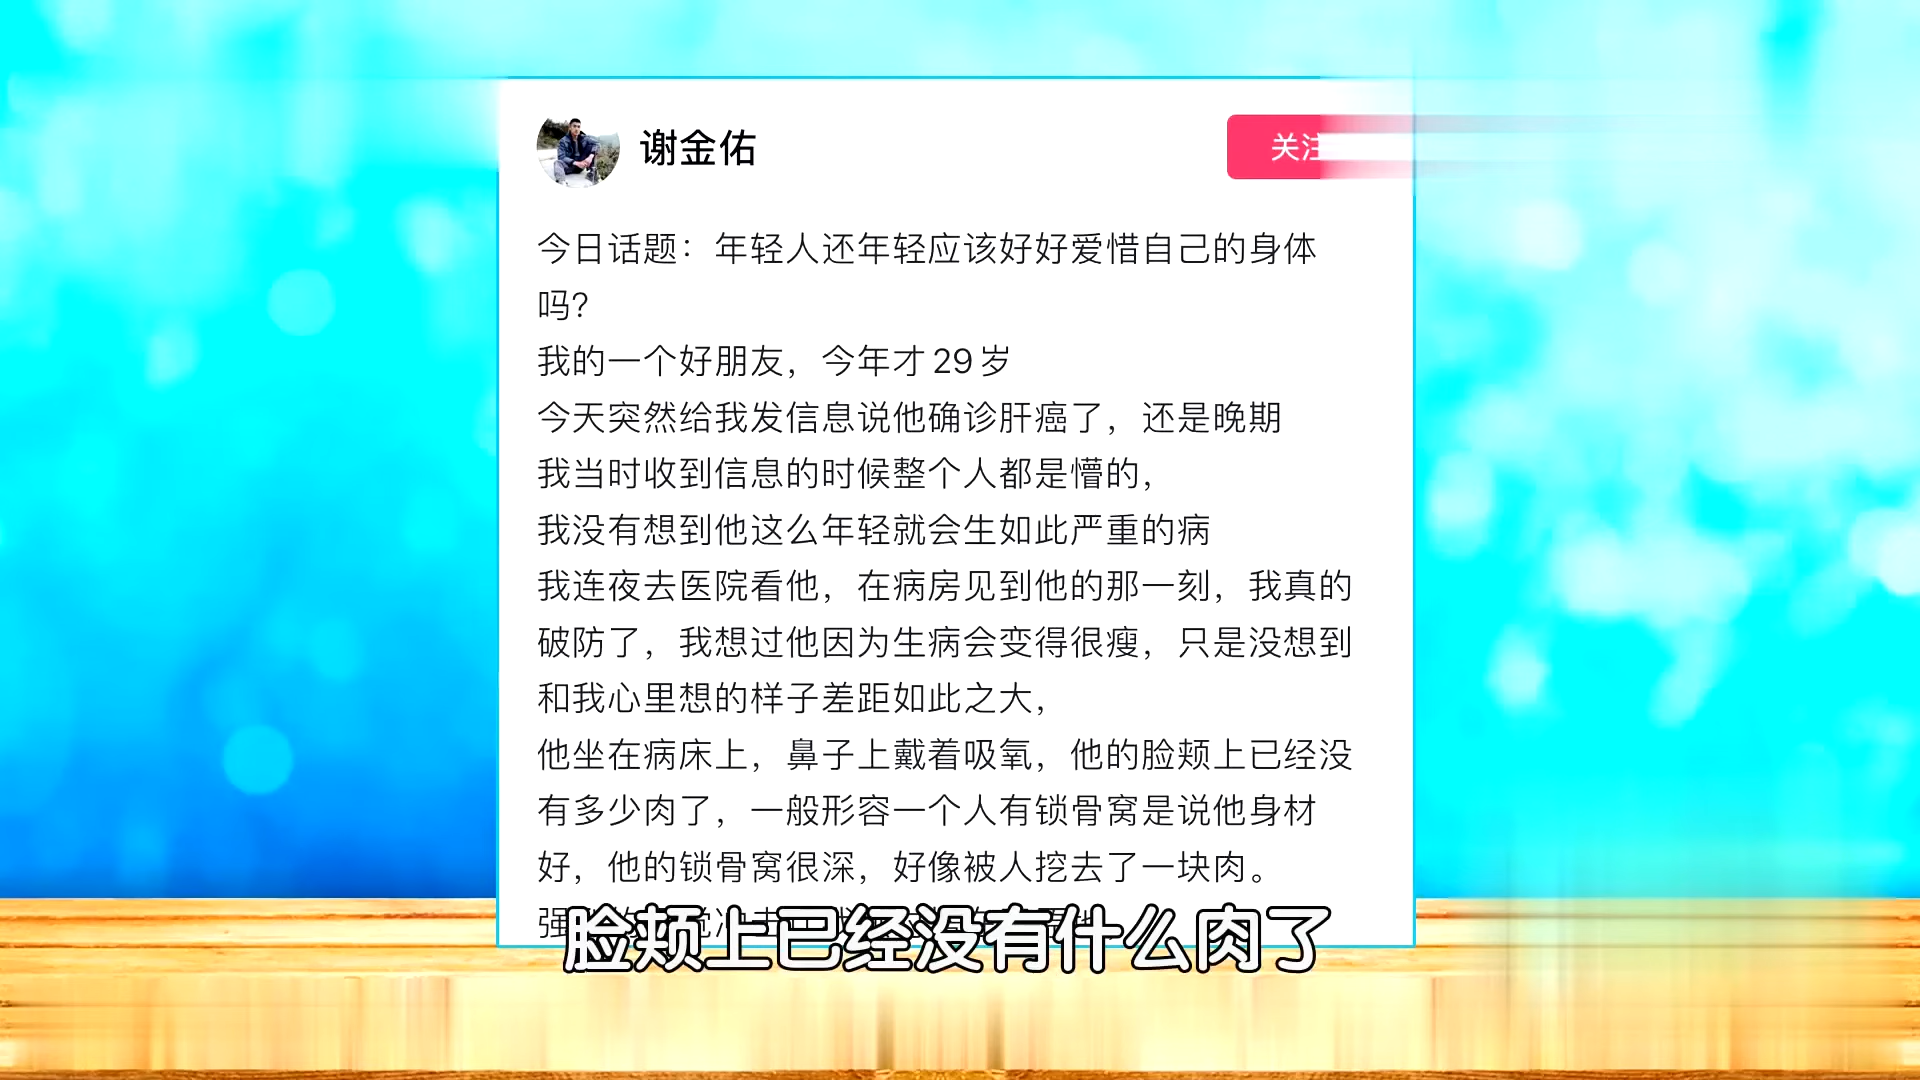 谢金佑
关注
今日话题：年轻人还年轻应该好好爱惜自己的身体
吗？
我的一个好朋友，今年才29岁
今天突然给我发信息说他确诊肝癌了，还是晚期
我当时收到信息的时候整个人都是懵的，
我没有想到他这么年轻就会生如此严重的病
我连夜去医院看他，在病房见到他的那一刻，我真的
破防了，我想过他因为生病会变得很瘦，只是没想到
和我心里想的样子差距如此之大，
他坐在病床上，鼻子上戴着吸氧，他的脸颊上已经没
有多少肉了，一般形容一个人有锁骨窝是说他身材
好，他的锁骨窝很深，好像被人挖去了一块肉。
强
脸颊上已经没有什么肉了